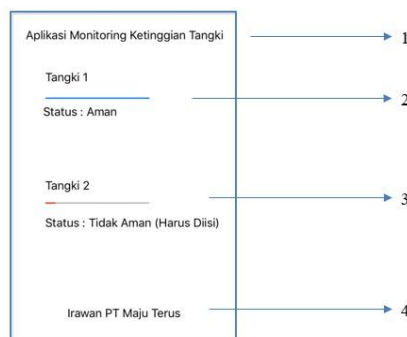 Aplikasi Monitoring Ketinggian Tangki
1
Tangki 1
2
Status : Aman
Tangki 2
3
Status : Tidak Aman (Harus Diisi)
Irawan PT Maju Terus
4